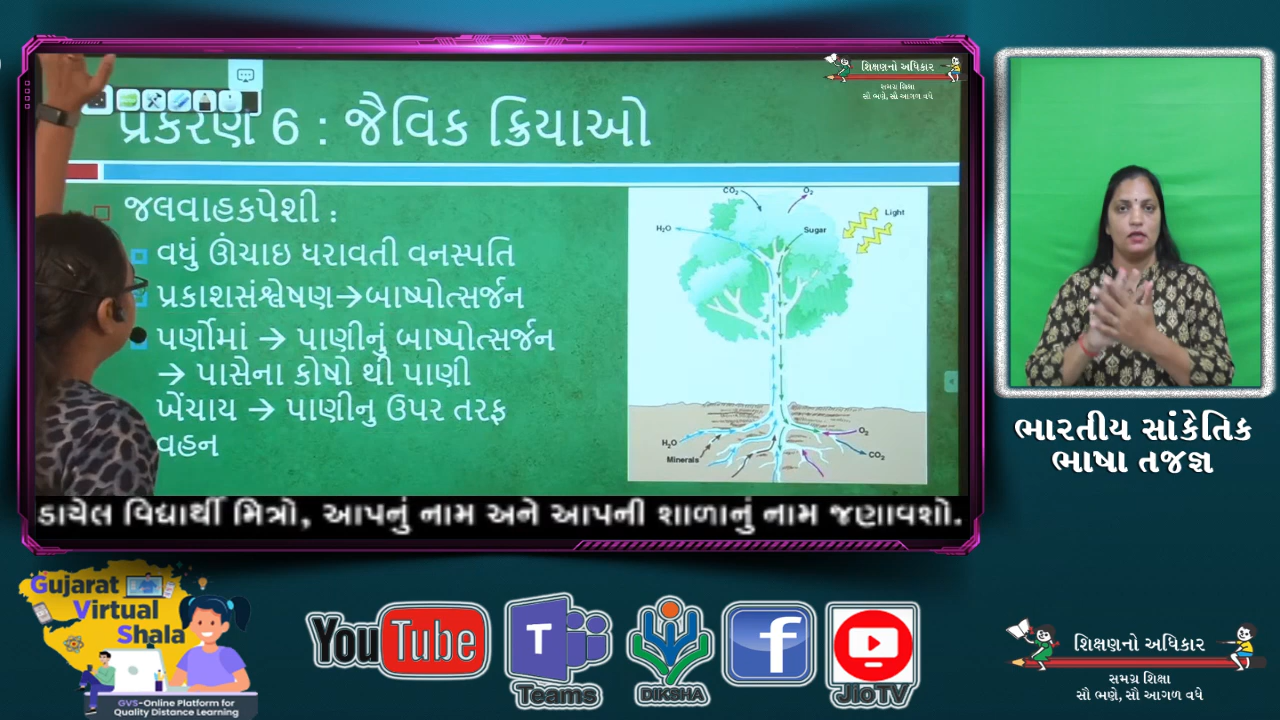 શિક્ષણનો અધિકાર
સમગ્ર શિક્ષા
સૌ ભણે, સૌ આગળ વધે
પ્રકરણ 6 : જૈવિક ક્રિયાઓ
જલવાહકપેશી :
વધું ઊંચાઇ ધરાવતી વનસ્પતિ
પ્રકાશસંશ્લેષણ→બાષ્પોત્સર્જન
પર્ણોમાં → પાણીનું બાષ્પોત્સર્જન
→ પાસેના કોષો થી પાણી
ખેંચાય → પાણીનુ ઉપર તરફ
વહન
CO2
O2
Light
H2O
Sugar
H2O
O2
Minerals
CO2
ડાયેલ વિદ્યાર્થી મિત્રો, આપનું નામ અને આપની શાળાનું નામ જણાવશો.
ભારતીય સાંકેતિક
ભાષા તજજ્ઞ
Gujarat
Virtual
Shala
GVS-Online Platform for
Quality Distance Learning
YouTube
T
Teams
DIKSHA
f
JioTV
શિક્ષણનો અધિકાર
સમગ્ર શિક્ષા
સૌ ભણે, સૌ આગળ વધે